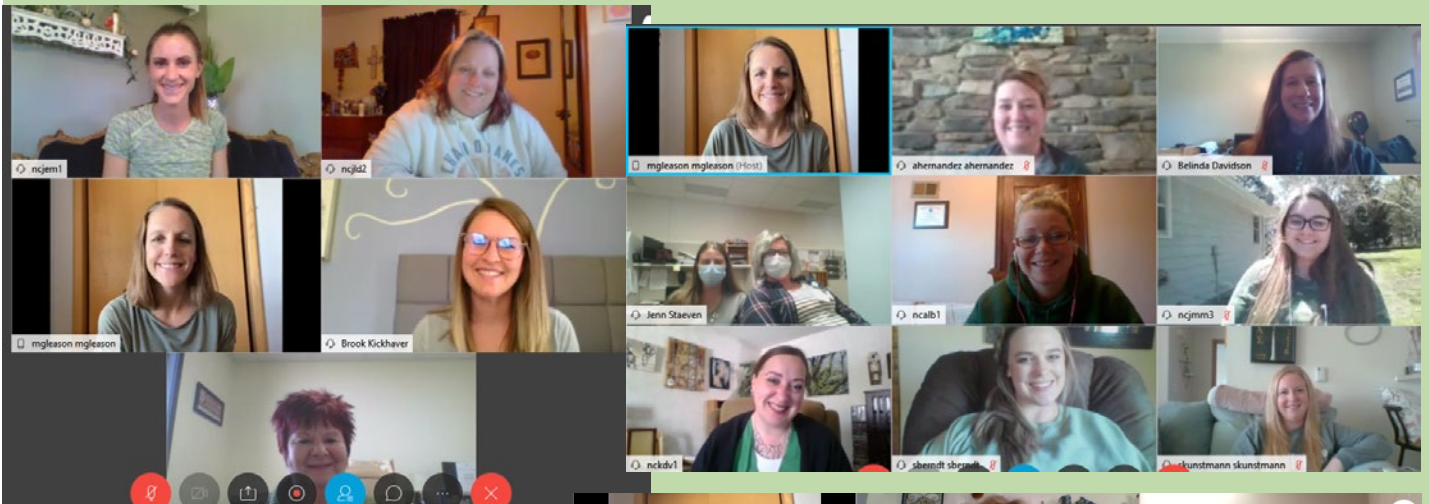 ncjem1
ncjld2
mgleason mgleason
Brook Kickhaver
mgleason mgleason (Host)
ahernandez ahernandez
Belinda Davidson
Jenn Staeven
ncalb1
ncjmm3
nckdv1
sberndt sberndt
skunstmann skunstmann